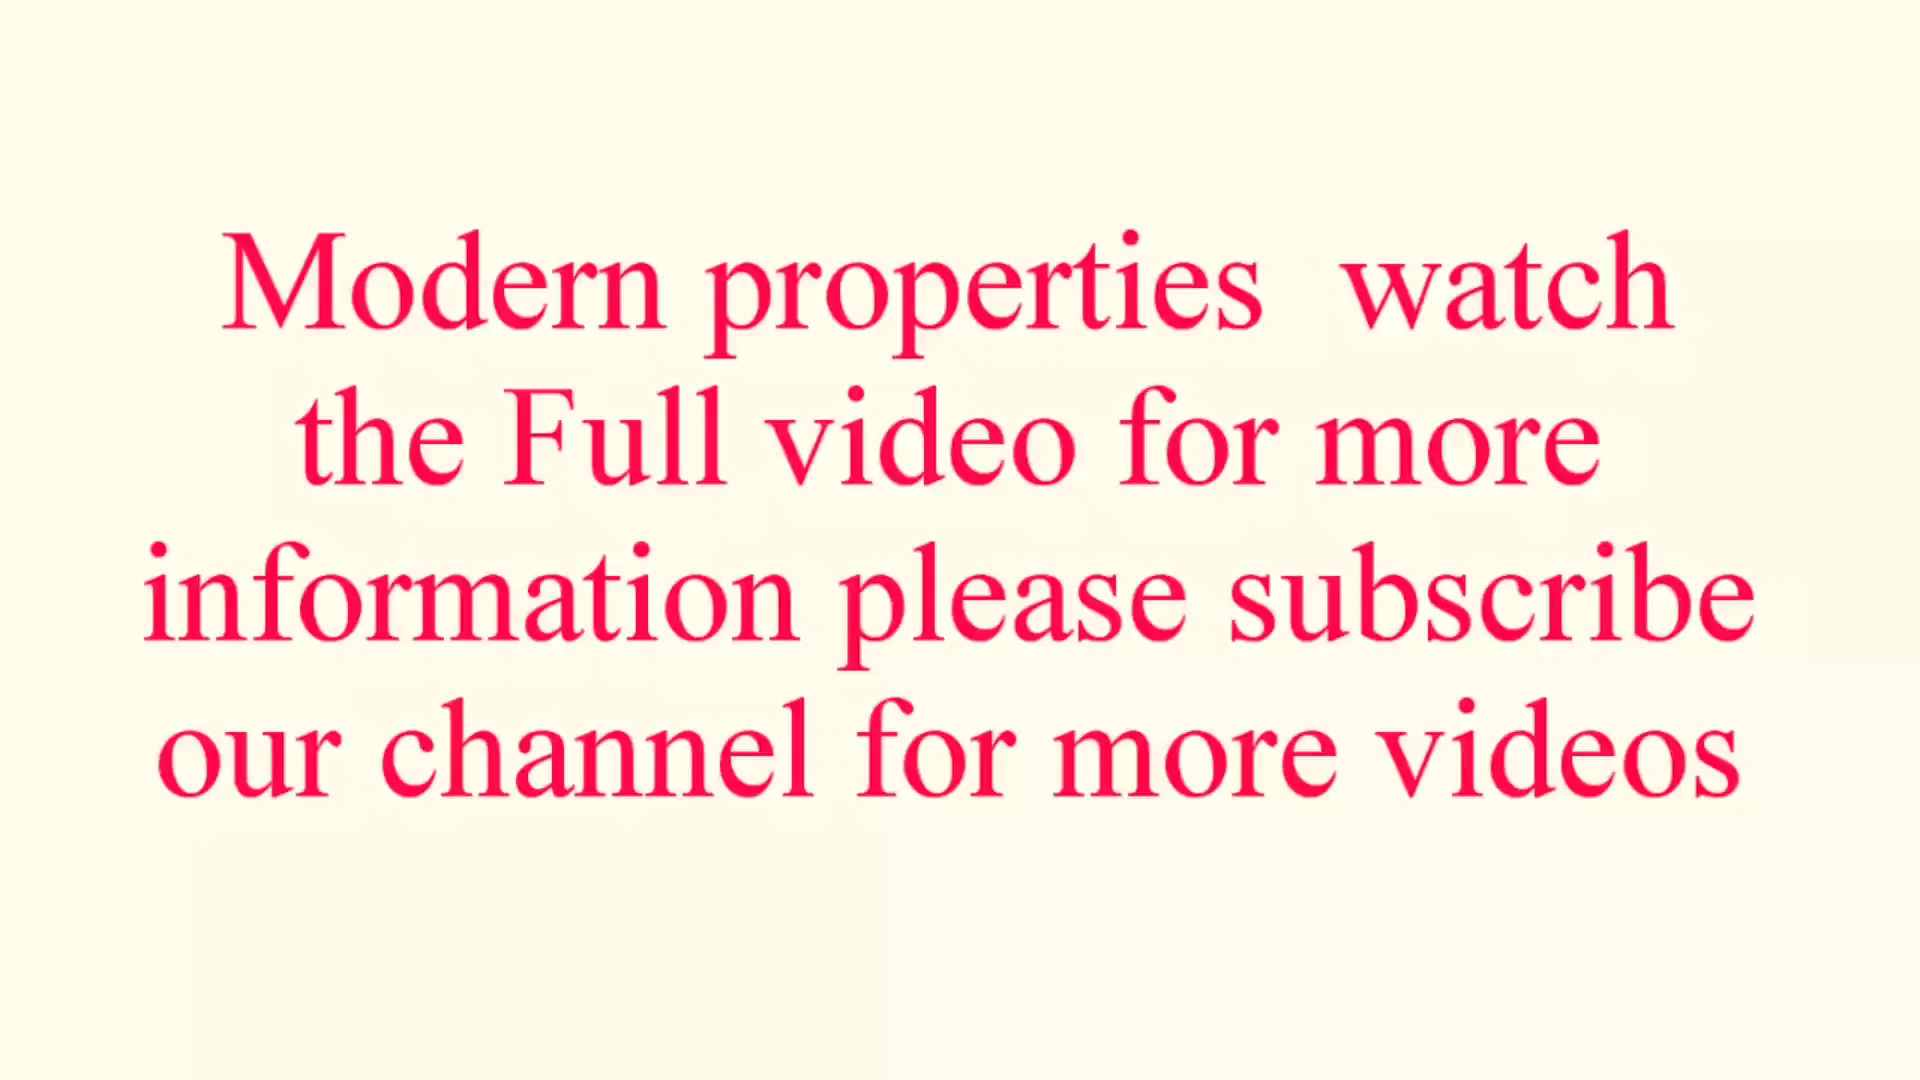 Modern properties  watch
the Full video for more
information please subscribe
our channel for more videos